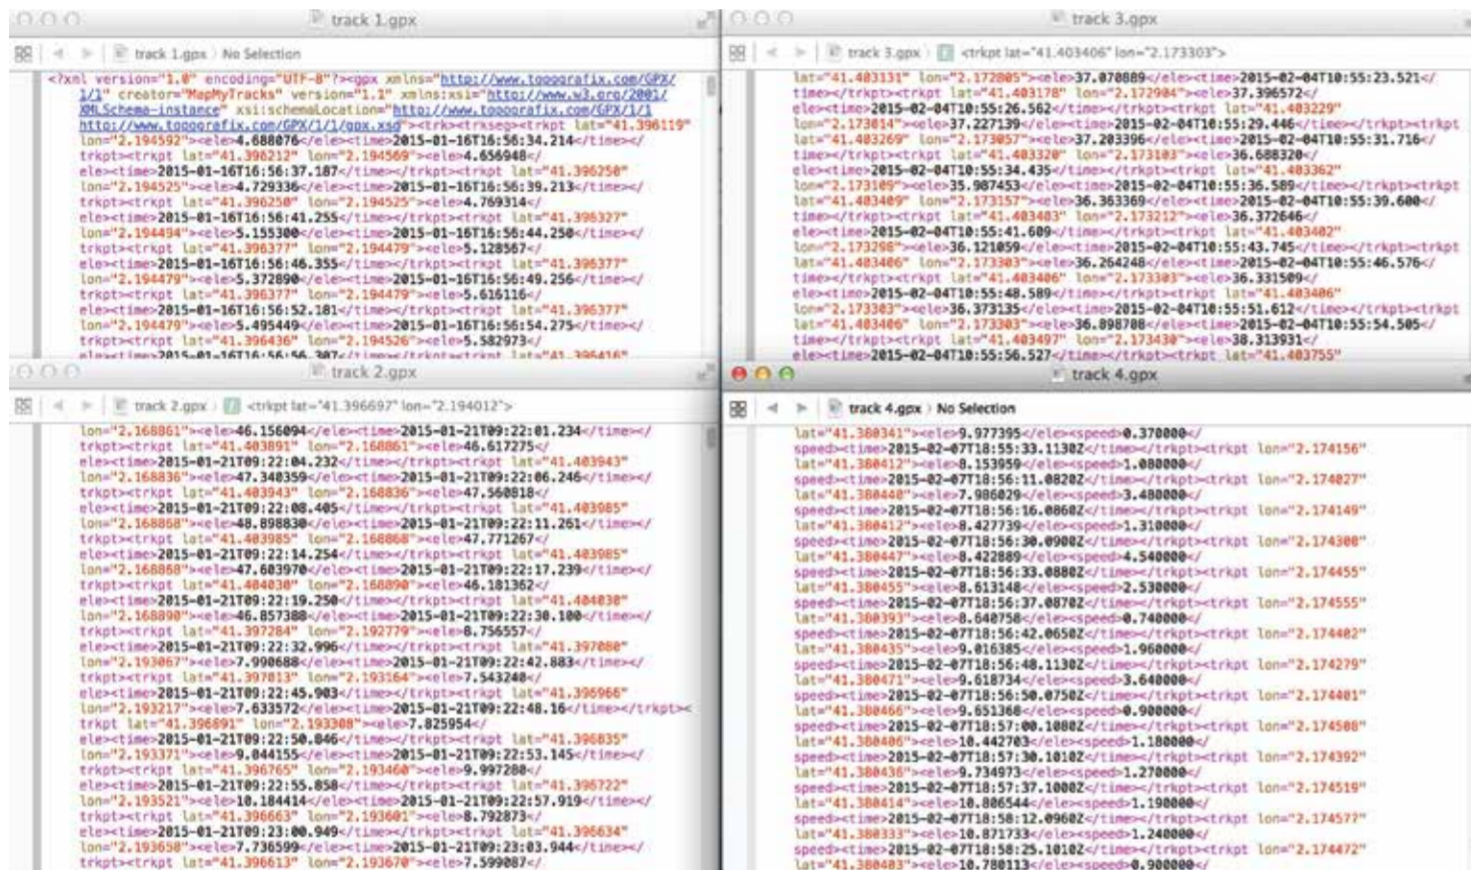 track 1.gpx
track 1.gpx No Selection
<?xml version="1.0" encoding="UTF-8"?><gpx xmlns="http://www.topografix.com/GPX/
1/1" creator="MapMyTracks" version="1.1" xmlns:xsi="http://www.w3.org/2001/
XMLSchema-instance" xsi:schemaLocation="http://www.topografix.com/GPX/1/1
http://www.topografix.com/GPX/1/1/gpx.xsd"><trk><trkseg><trkpt lat="41.396119"
lon="2.194592"><ele>4.688076</ele><time>2015-01-16T16:56:34.214</time></
trkpt><trkpt lat="41.396212" lon="2.194569"><ele>4.656948</
ele><time>2015-01-16T16:56:37.187</time></trkpt><trkpt lat="41.396250"
lon="2.194525"><ele>4.729336</ele><time>2015-01-16T16:56:39.213</time></
trkpt><trkpt lat="41.396250" lon="2.194525"><ele>4.769314</
ele><time>2015-01-16T16:56:41.255</time></trkpt><trkpt lat="41.396327"
lon="2.194494"><ele>5.155300</ele><time>2015-01-16T16:56:44.250</time></
trkpt><trkpt lat="41.396377" lon="2.194479"><ele>5.128567</
ele><time>2015-01-16T16:56:46.355</time></trkpt><trkpt lat="41.396377"
lon="2.194479"><ele>5.372890</ele><time>2015-01-16T16:56:49.256</time></
trkpt><trkpt lat="41.396377" lon="2.194479"><ele>5.616116</
ele><time>2015-01-16T16:56:52.181</time></trkpt><trkpt lat="41.396377"
lon="2.194479"><ele>5.495449</ele><time>2015-01-16T16:56:54.275</time></
trkpt><trkpt lat="41.396436" lon="2.194526"><ele>5.582973</
ele><time>2015-01-16T16:56:56.307</time></trkpt><trkpt lat="41.396416"
track 3.gpx
track 3.gpx <trkpt lat="41.403406" lon="2.173303">
lat="41.403131" lon="2.172805"><ele>37.070889</ele><time>2015-02-04T10:55:23.521</
time></trkpt><trkpt lat="41.403178" lon="2.172904"><ele>37.396572</
ele><time>2015-02-04T10:55:26.562</time></trkpt><trkpt lat="41.403229"
lon="2.173014"><ele>37.227139</ele><time>2015-02-04T10:55:29.446</time></trkpt><trkpt
lat="41.403269" lon="2.173057"><ele>37.203396</ele><time>2015-02-04T10:55:31.716</
time></trkpt><trkpt lat="41.403320" lon="2.173103"><ele>36.688320</
ele><time>2015-02-04T10:55:34.435</time></trkpt><trkpt lat="41.403362"
lon="2.173109"><ele>35.987453</ele><time>2015-02-04T10:55:36.589</time></trkpt><trkpt
lat="41.403409" lon="2.173157"><ele>36.363369</ele><time>2015-02-04T10:55:39.600</
time></trkpt><trkpt lat="41.403403" lon="2.173212"><ele>36.372646</
ele><time>2015-02-04T10:55:41.609</time></trkpt><trkpt lat="41.403402"
lon="2.173298"><ele>36.121059</ele><time>2015-02-04T10:55:43.745</time></trkpt><trkpt
lat="41.403406" lon="2.173303"><ele>36.264248</ele><time>2015-02-04T10:55:46.576</
time></trkpt><trkpt lat="41.403406" lon="2.173303"><ele>36.331509</
ele><time>2015-02-04T10:55:48.589</time></trkpt><trkpt lat="41.403406"
lon="2.173303"><ele>36.373135</ele><time>2015-02-04T10:55:51.612</time></trkpt><trkpt
lat="41.403406" lon="2.173303"><ele>36.898708</ele><time>2015-02-04T10:55:54.505</
time></trkpt><trkpt lat="41.403497" lon="2.173430"><ele>38.313931</
ele><time>2015-02-04T10:55:56.527</time></trkpt><trkpt lat="41.403755"
track 2.gpx
track 2.gpx <trkpt lat="41.396697" lon="2.194012">
lon="2.168861"><ele>46.156094</ele><time>2015-01-21T09:22:01.234</time></
trkpt><trkpt lat="41.403891" lon="2.168861"><ele>46.617275</
ele><time>2015-01-21T09:22:04.232</time></trkpt><trkpt lat="41.403943"
lon="2.168836"><ele>47.340359</ele><time>2015-01-21T09:22:06.246</time></
trkpt><trkpt lat="41.403943" lon="2.168836"><ele>47.560818</
ele><time>2015-01-21T09:22:08.405</time></trkpt><trkpt lat="41.403985"
lon="2.168868"><ele>48.898830</ele><time>2015-01-21T09:22:11.261</time></
trkpt><trkpt lat="41.403985" lon="2.168868"><ele>47.771267</
ele><time>2015-01-21T09:22:14.254</time></trkpt><trkpt lat="41.403985"
lon="2.168868"><ele>47.603970</ele><time>2015-01-21T09:22:17.239</time></
trkpt><trkpt lat="41.404030" lon="2.168890"><ele>46.181362</
ele><time>2015-01-21T09:22:19.250</time></trkpt><trkpt lat="41.404030"
lon="2.168890"><ele>46.857388</ele><time>2015-01-21T09:22:30.100</time></
trkpt><trkpt lat="41.397284" lon="2.192779"><ele>8.756557</
ele><time>2015-01-21T09:22:32.996</time></trkpt><trkpt lat="41.397080"
lon="2.193067"><ele>7.990688</ele><time>2015-01-21T09:22:42.883</time></
trkpt><trkpt lat="41.397013" lon="2.193164"><ele>7.543240</
ele><time>2015-01-21T09:22:45.903</time></trkpt><trkpt lat="41.396966"
lon="2.193217"><ele>7.633572</ele><time>2015-01-21T09:22:48.16</time></trkpt><
trkpt lat="41.396891" lon="2.193308"><ele>7.825954</
ele><time>2015-01-21T09:22:50.846</time></trkpt><trkpt lat="41.396835"
lon="2.193371"><ele>9.044155</ele><time>2015-01-21T09:22:53.145</time></
trkpt><trkpt lat="41.396765" lon="2.193460"><ele>9.997280</
ele><time>2015-01-21T09:22:55.858</time></trkpt><trkpt lat="41.396722"
lon="2.193521"><ele>10.184414</ele><time>2015-01-21T09:22:57.919</time></
trkpt><trkpt lat="41.396663" lon="2.193601"><ele>8.792873</
ele><time>2015-01-21T09:23:00.949</time></trkpt><trkpt lat="41.396634"
lon="2.193650"><ele>7.736599</ele><time>2015-01-21T09:23:03.944</time></
trkpt><trkpt lat="41.396613" lon="2.193670"><ele>7.599087</
track 4.gpx
track 4.gpx No Selection
lat="41.380341"><ele>9.977395</ele><speed>0.370000</
speed><time>2015-02-07T18:55:33.1130Z</time></trkpt><trkpt lon="2.174156"
lat="41.380412"><ele>8.153959</ele><speed>1.080000</
speed><time>2015-02-07T18:56:11.0820Z</time></trkpt><trkpt lon="2.174027"
lat="41.380440"><ele>7.986029</ele><speed>3.480000</
speed><time>2015-02-07T18:56:16.0860Z</time></trkpt><trkpt lon="2.174149"
lat="41.380412"><ele>8.427739</ele><speed>1.310000</
speed><time>2015-02-07T18:56:30.0900Z</time></trkpt><trkpt lon="2.174300"
lat="41.380447"><ele>8.422889</ele><speed>4.540000</
speed><time>2015-02-07T18:56:33.0880Z</time></trkpt><trkpt lon="2.174455"
lat="41.380455"><ele>8.613148</ele><speed>2.530000</
speed><time>2015-02-07T18:56:37.0870Z</time></trkpt><trkpt lon="2.174555"
lat="41.380393"><ele>8.640758</ele><speed>0.740000</
speed><time>2015-02-07T18:56:42.0650Z</time></trkpt><trkpt lon="2.174402"
lat="41.380435"><ele>9.016385</ele><speed>1.960000</
speed><time>2015-02-07T18:56:48.1130Z</time></trkpt><trkpt lon="2.174279"
lat="41.380471"><ele>9.618734</ele><speed>3.640000</
speed><time>2015-02-07T18:56:50.0750Z</time></trkpt><trkpt lon="2.174401"
lat="41.380466"><ele>9.651368</ele><speed>0.900000</
speed><time>2015-02-07T18:57:00.1080Z</time></trkpt><trkpt lon="2.174508"
lat="41.380406"><ele>10.442703</ele><speed>1.180000</
speed><time>2015-02-07T18:57:30.1010Z</time></trkpt><trkpt lon="2.174392"
lat="41.380436"><ele>9.734973</ele><speed>1.270000</
speed><time>2015-02-07T18:57:37.1000Z</time></trkpt><trkpt lon="2.174519"
lat="41.380414"><ele>10.806544</ele><speed>1.190000</
speed><time>2015-02-07T18:58:12.0960Z</time></trkpt><trkpt lon="2.174577"
lat="41.380333"><ele>10.871733</ele><speed>1.240000</
speed><time>2015-02-07T18:58:25.1010Z</time></trkpt><trkpt lon="2.174472"
lat="41.380403"><ele>10.780113</ele><speed>0.900000</